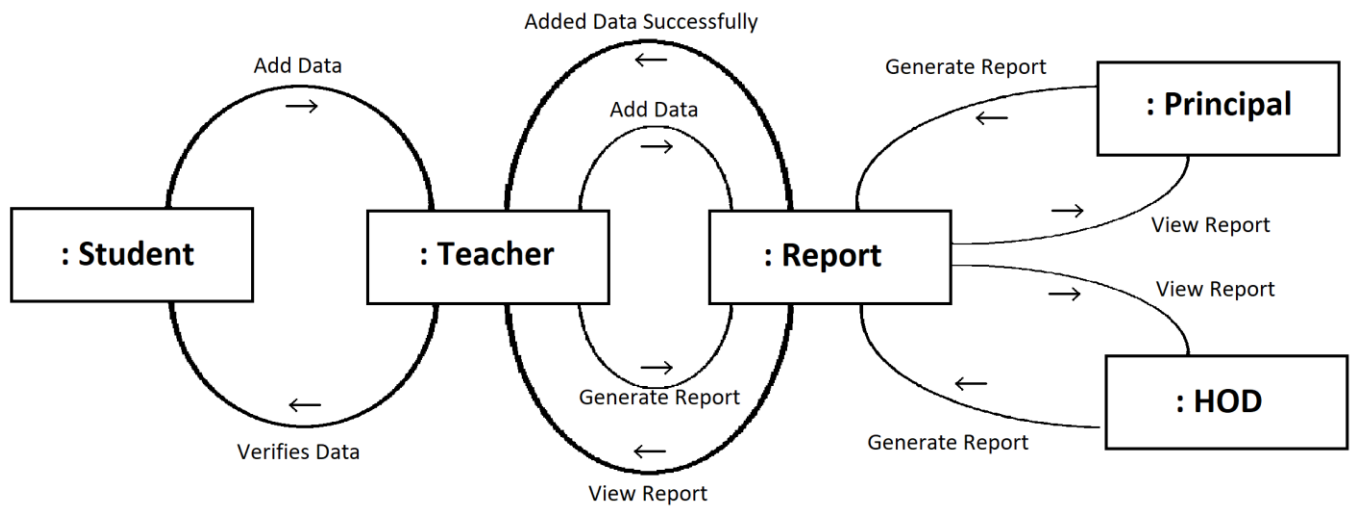 Added Data Successfully
Add Data
Generate Report
Add Data
: Principal
: Student
: Teacher
: Report
View Report
View Report
: HOD
Generate Report
Verifies Data
Generate Report
View Report